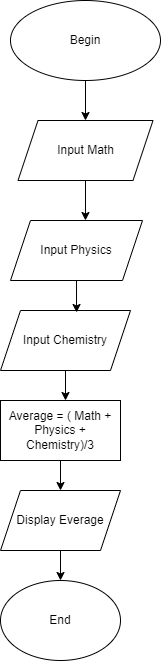 Begin
Input Math
Input Physics
Input Chemistry
Average = ( Math +
Physics +
Chemistry)/3
Display Everage
End